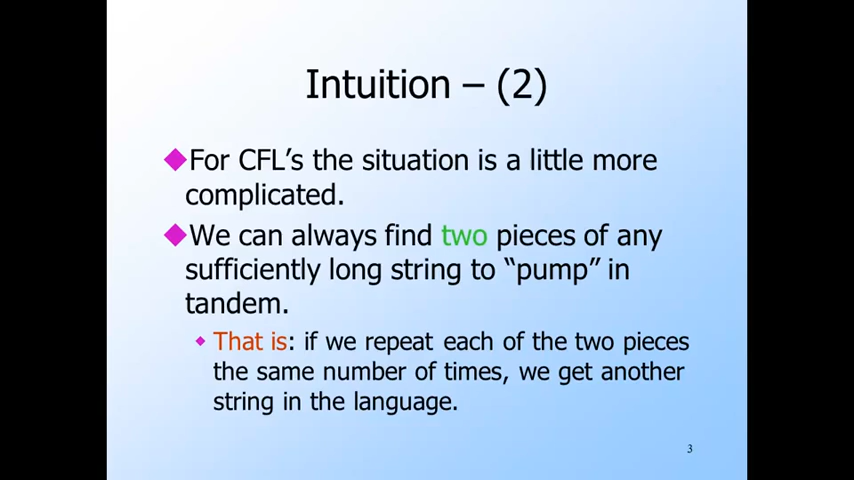 Intuition – (2)
For CFL’s the situation is a little more
complicated.
We can always find two pieces of any
sufficiently long string to “pump” in
tandem.
That is: if we repeat each of the two pieces
the same number of times, we get another
string in the language.
3